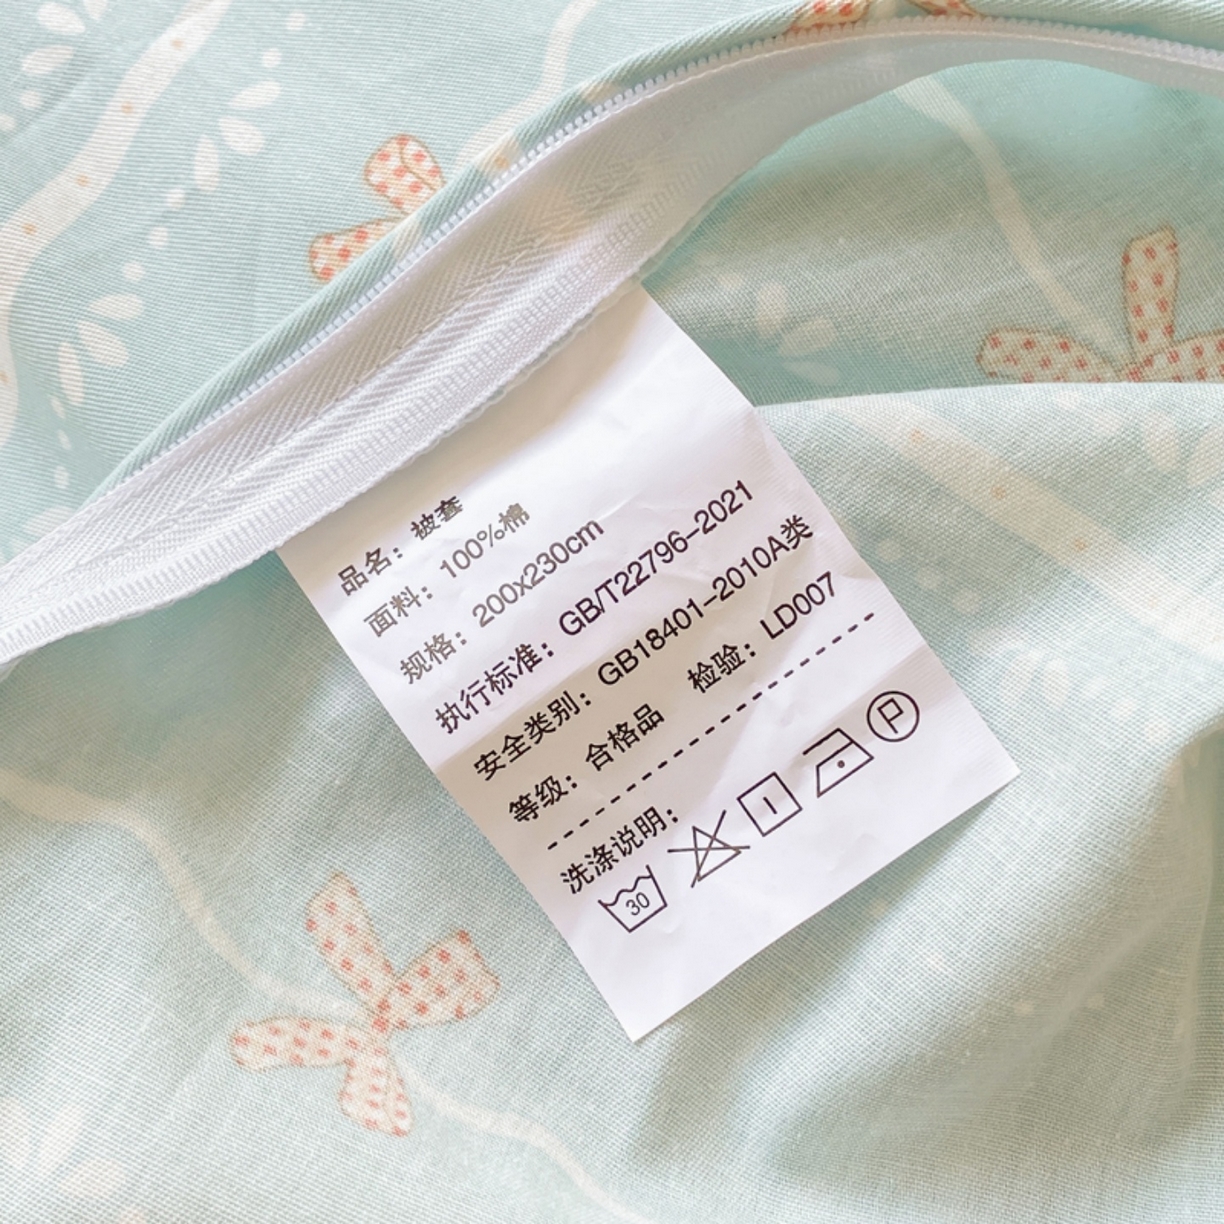 品名：被套
面料：100%棉
规格：200x230cm
执行标准：GB/T22796-2021
安全类别：GB18401-2010A类
等级：合格品 检验：LD007
洗涤说明：
30 P